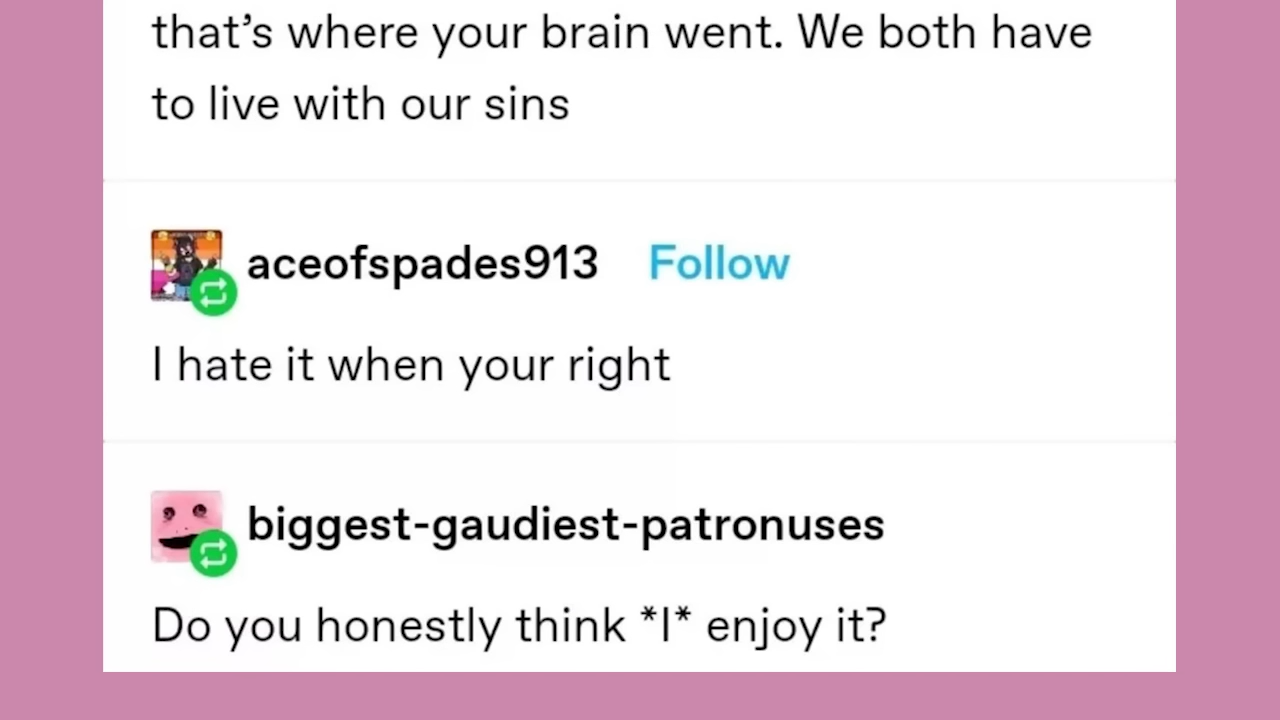 that’s where your brain went. We both have
to live with our sins
aceofspades913 Follow
I hate it when your right
biggest-gaudiest-patronuses
Do you honestly think *I* enjoy it?